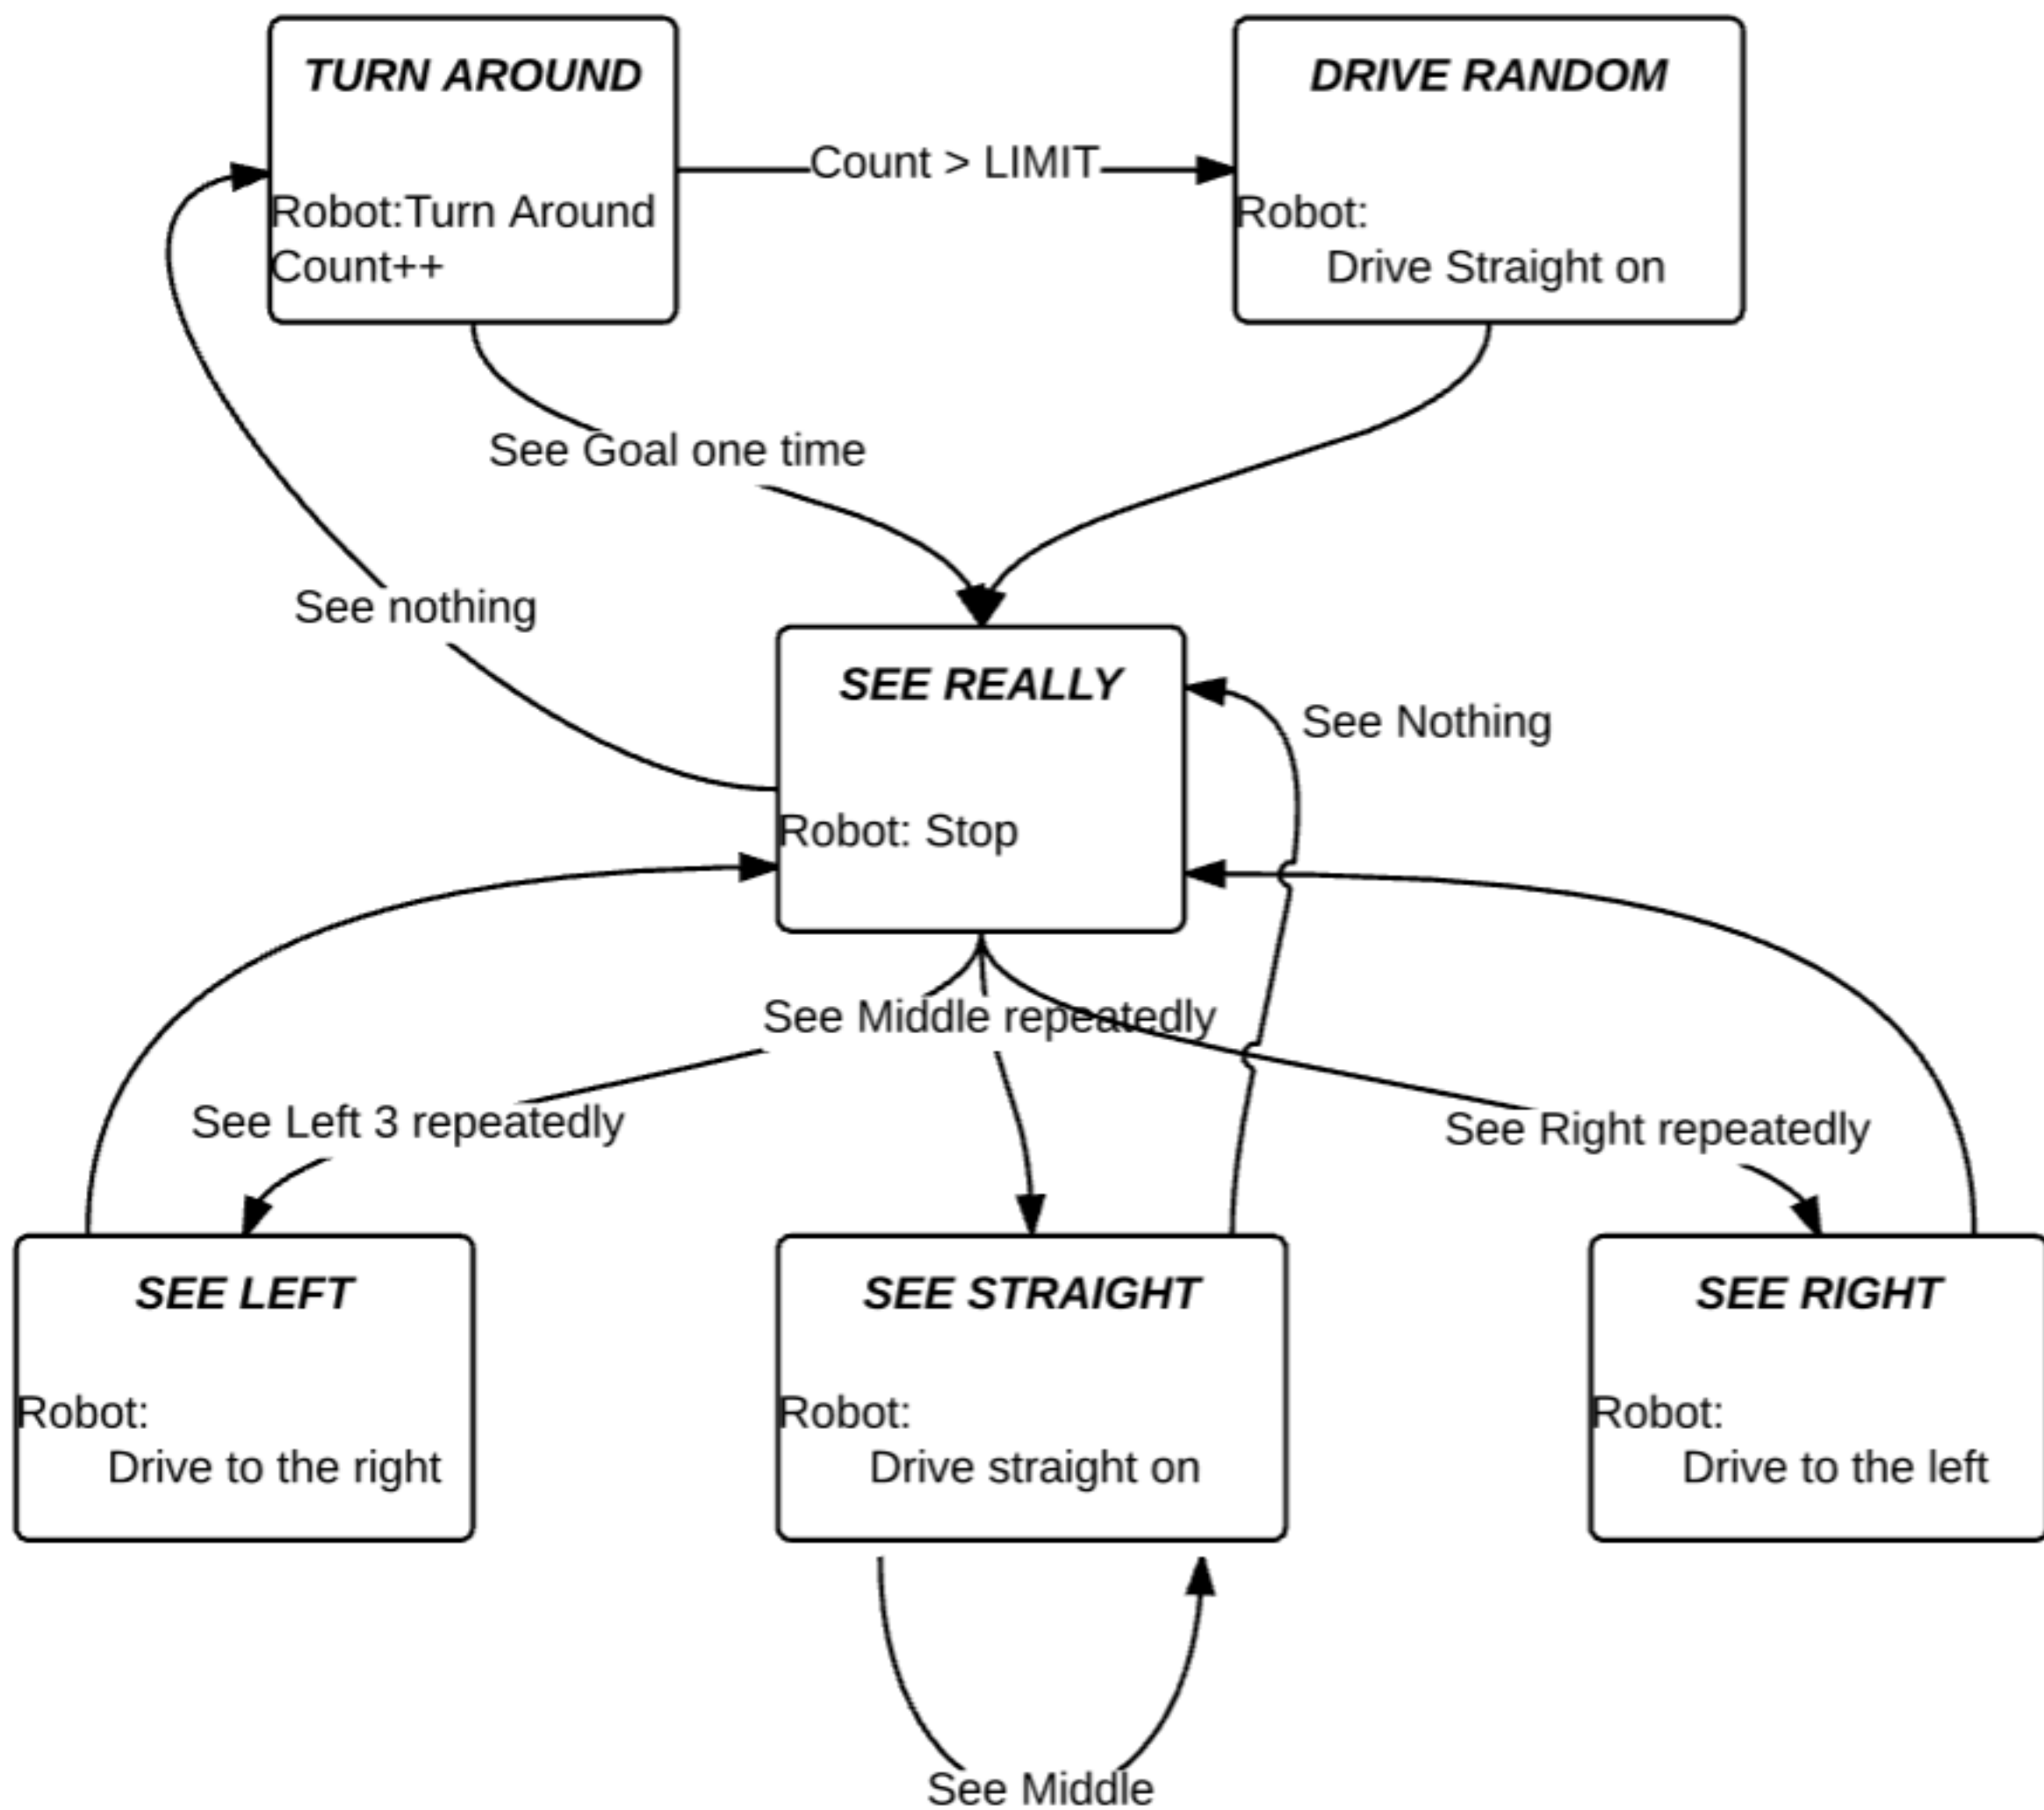 TURN AROUND
Robot:Turn Around
Count++
Count > LIMIT
DRIVE RANDOM
Robot:
Drive Straight on
See Goal one time
See nothing
SEE REALLY
Robot: Stop
See Nothing
See Middle repeatedly
See Left 3 repeatedly
See Right repeatedly
SEE LEFT
Robot:
Drive to the right
SEE STRAIGHT
Robot:
Drive straight on
SEE RIGHT
Robot:
Drive to the left
See Middle